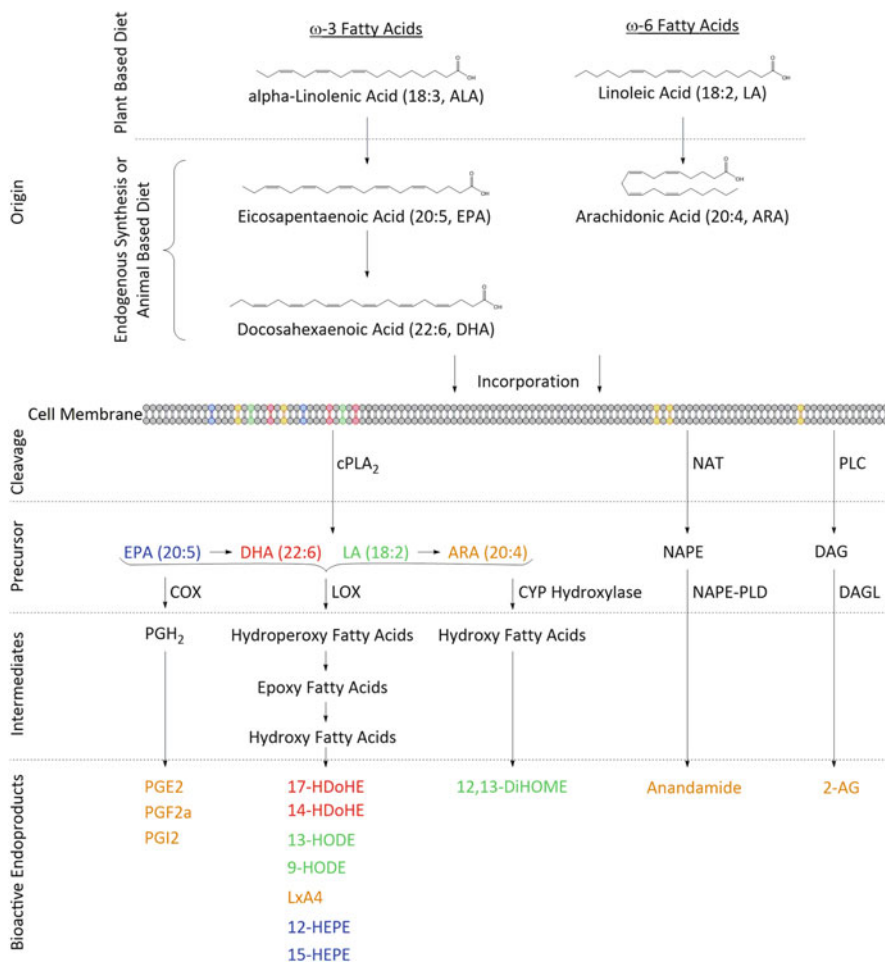 ω-3 Fatty Acids
ω-6 Fatty Acids
Origin
Plant Based Diet
O
OH
alpha-Linolenic Acid (18:3, ALA)
O
OH
Linoleic Acid (18:2, LA)
Endogenous Synthesis or
Animal Based Diet
O
OH
Eicosapentaenoic Acid (20:5, EPA)
O
OH
Arachidonic Acid (20:4, ARA)
O
OH
Docosahexaenoic Acid (22:6, DHA)
Incorporation
Cell Membrane
Cleavage
cPLA2
NAT
PLC
Precursor
EPA (20:5)
DHA (22:6)
LA (18:2)
ARA (20:4)
NAPE
DAG
COX
LOX
CYP Hydroxylase
NAPE-PLD
DAGL
Intermediates
PGH2
Hydroperoxy Fatty Acids
Hydroxy Fatty Acids
Epoxy Fatty Acids
Hydroxy Fatty Acids
Bioactive Endoproducts
PGE2
PGF2a
PGI2
17-HDoHE
14-HDoHE
13-HODE
9-HODE
LxA4
12-HEPE
15-HEPE
12,13-DiHOME
Anandamide
2-AG